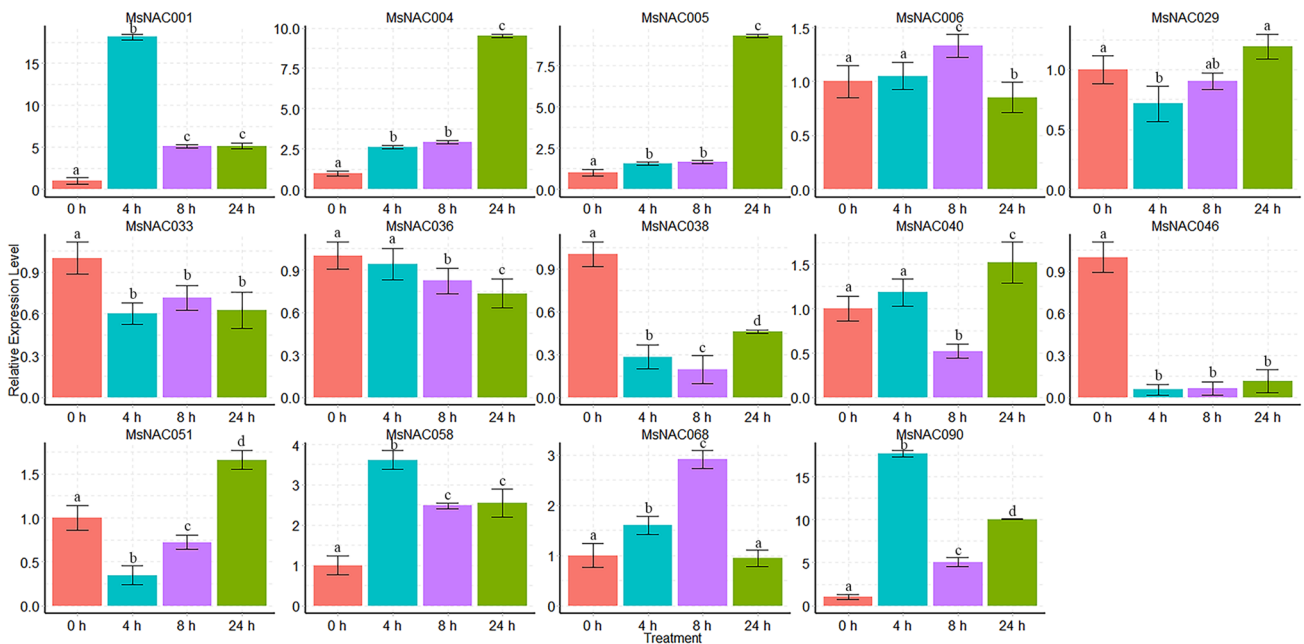 MsNAC001 MsNAC004 MsNAC005 MsNAC006 MsNAC029
15 10 5 0
a b c c
0 h 4 h 8 h 24 h
10.0 7.5 5.0 2.5 0.0
a b b c
0 h 4 h 8 h 24 h
7.5 5.0 2.5 0.0
a b b c
0 h 4 h 8 h 24 h
1.5 1.0 0.5 0.0
a a c b
0 h 4 h 8 h 24 h
1.0 0.5 0.0
a b ab a
0 h 4 h 8 h 24 h
Relative Expression Level
MsNAC033 MsNAC036 MsNAC038 MsNAC040 MsNAC046
0.9 0.6 0.3 0.0
a b b b
0 h 4 h 8 h 24 h
0.9 0.6 0.3 0.0
a a b c
0 h 4 h 8 h 24 h
0.9 0.6 0.3 0.0
a b c d
0 h 4 h 8 h 24 h
1.5 1.0 0.5 0.0
a a b c
0 h 4 h 8 h 24 h
0.9 0.6 0.3 0.0
a b b b
0 h 4 h 8 h 24 h
MsNAC051 MsNAC058 MsNAC068 MsNAC090
1.5 1.0 0.5 0.0
a b c d
0 h 4 h 8 h 24 h
4 3 2 1 0
a b c c
0 h 4 h 8 h 24 h
3 2 1 0
a b c a
0 h 4 h 8 h 24 h
15 10 5 0
a b c d
0 h 4 h 8 h 24 h
Treatment